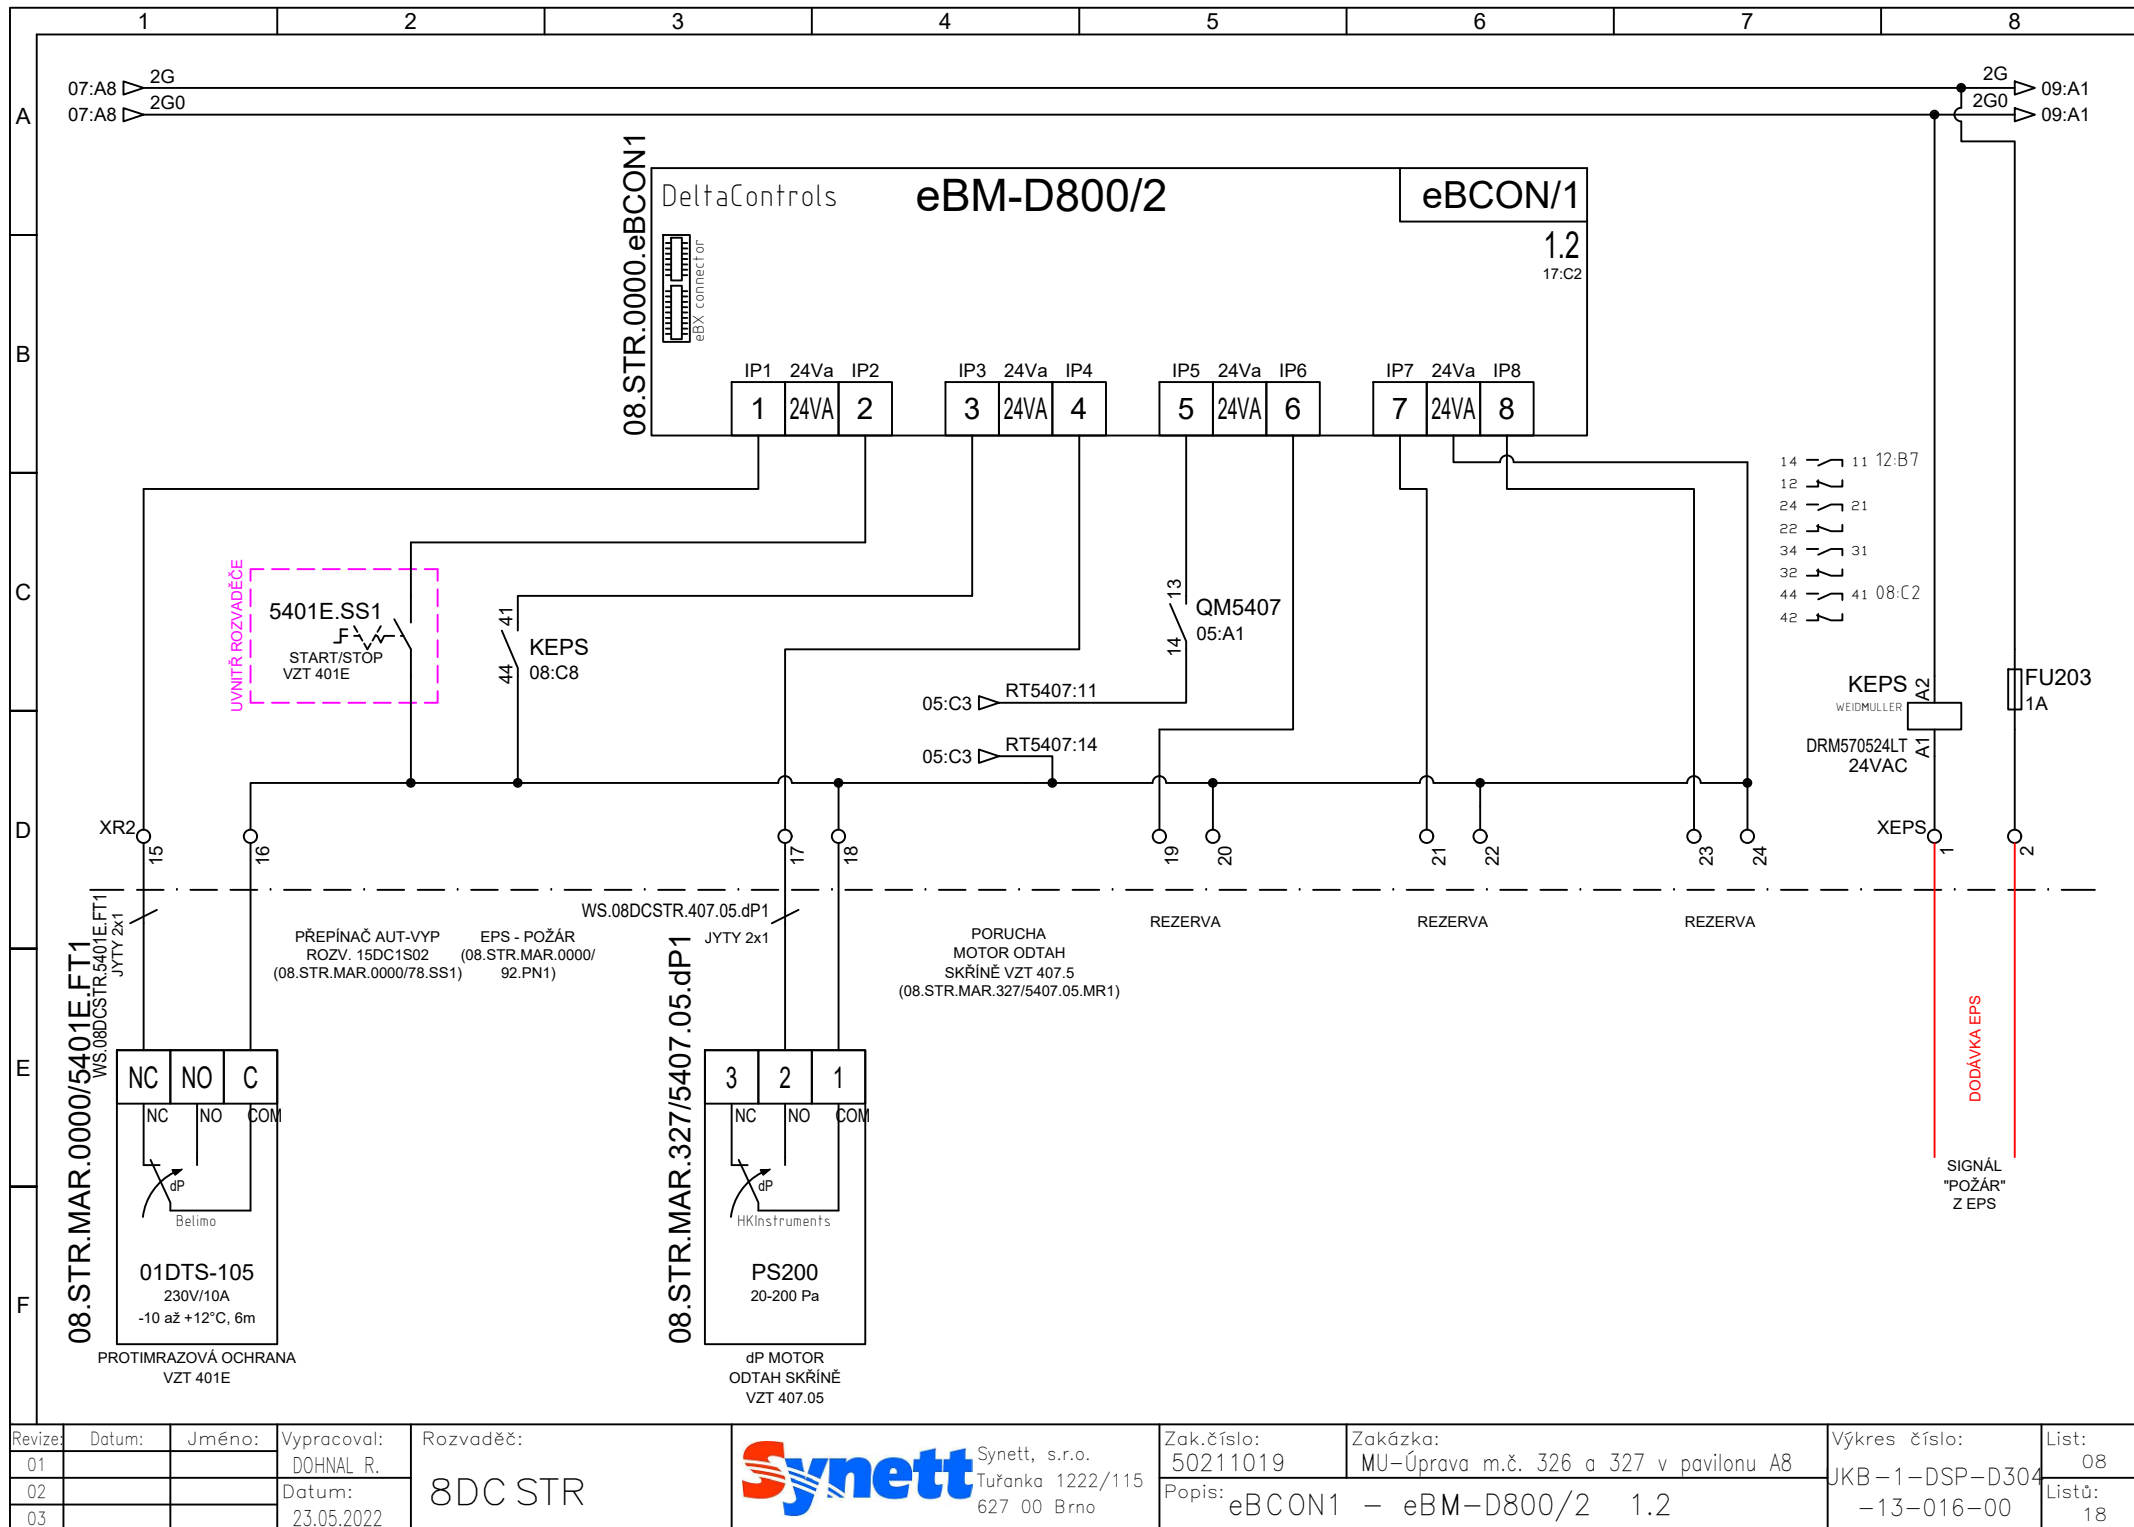 1 2 3 4 5 6 7 8
A
B
C
D
E
F
07:A8 2G
07:A8 2G0
2G 09:A1
2G0 09:A1
08.STR.0000.eBCON1
DeltaControls eBM-D800/2 eBCON/1
1.2
17:C2
eBX connector
IP1 24Va IP2 IP3 24Va IP4 IP5 24Va IP6 IP7 24Va IP8
1 24VA 2 3 24VA 4 5 24VA 6 7 24VA 8
14 11 12:B7
12
24 21
22
34 31
32
44 41 08:C2
42
UVNITŘ ROZVADĚČE
5401E.SS1
START/STOP
VZT 401E
41
KEPS
08:C8
44
13
QM5407
05:A1
14
05:C3 RT5407:11
05:C3 RT5407:14
KEPS A2
WEIDMULLER
DRM570524LT A1
24VAC
FU203
1A
XR2 15 16 17 18 19 20 21 22 23 24
XEPS 1 2
WS.08DCSTR.5401E.FT1
JYTY 2x1
PŘEPÍNAČ AUT-VYP
ROZV. 15DC1S02
(08.STR.MAR.0000/78.SS1)
EPS - POŽÁR
(08.STR.MAR.0000/
92.PN1)
WS.08DCSTR.407.05.dP1
JYTY 2x1
PORUCHA
MOTOR ODTAH
SKŘÍNĚ VZT 407.5
(08.STR.MAR.327/5407.05.MR1)
REZERVA
REZERVA
REZERVA
DODÁVKA EPS
SIGNÁL
"POŽÁR"
Z EPS
08.STR.MAR.0000/5401E.FT1
NC NO C
NC NO COM
dP
Belimo
01DTS-105
230V/10A
-10 až +12°C, 6m
PROTIMRAZOVÁ OCHRANA
VZT 401E
08.STR.MAR.327/5407.05.dP1
3 2 1
NC NO COM
dP
HKInstruments
PS200
20-200 Pa
dP MOTOR
ODTAH SKŘÍNĚ
VZT 407.05
Revize: Datum: Jméno:
01
02
03
Vypracoval:
DOHNAL R.
Datum:
23.05.2022
Rozvaděč:
8DC STR
Synett
Synett, s.r.o.
Tuřanka 1222/115
627 00 Brno
Zak.číslo:
50211019
Zakázka:
MU-Úprava m.č. 326 a 327 v pavilonu A8
Popis: eBCON1 - eBM-D800/2 1.2
Výkres číslo:
UKB-1-DSP-D304
-13-016-00
List:
08
Listů:
18